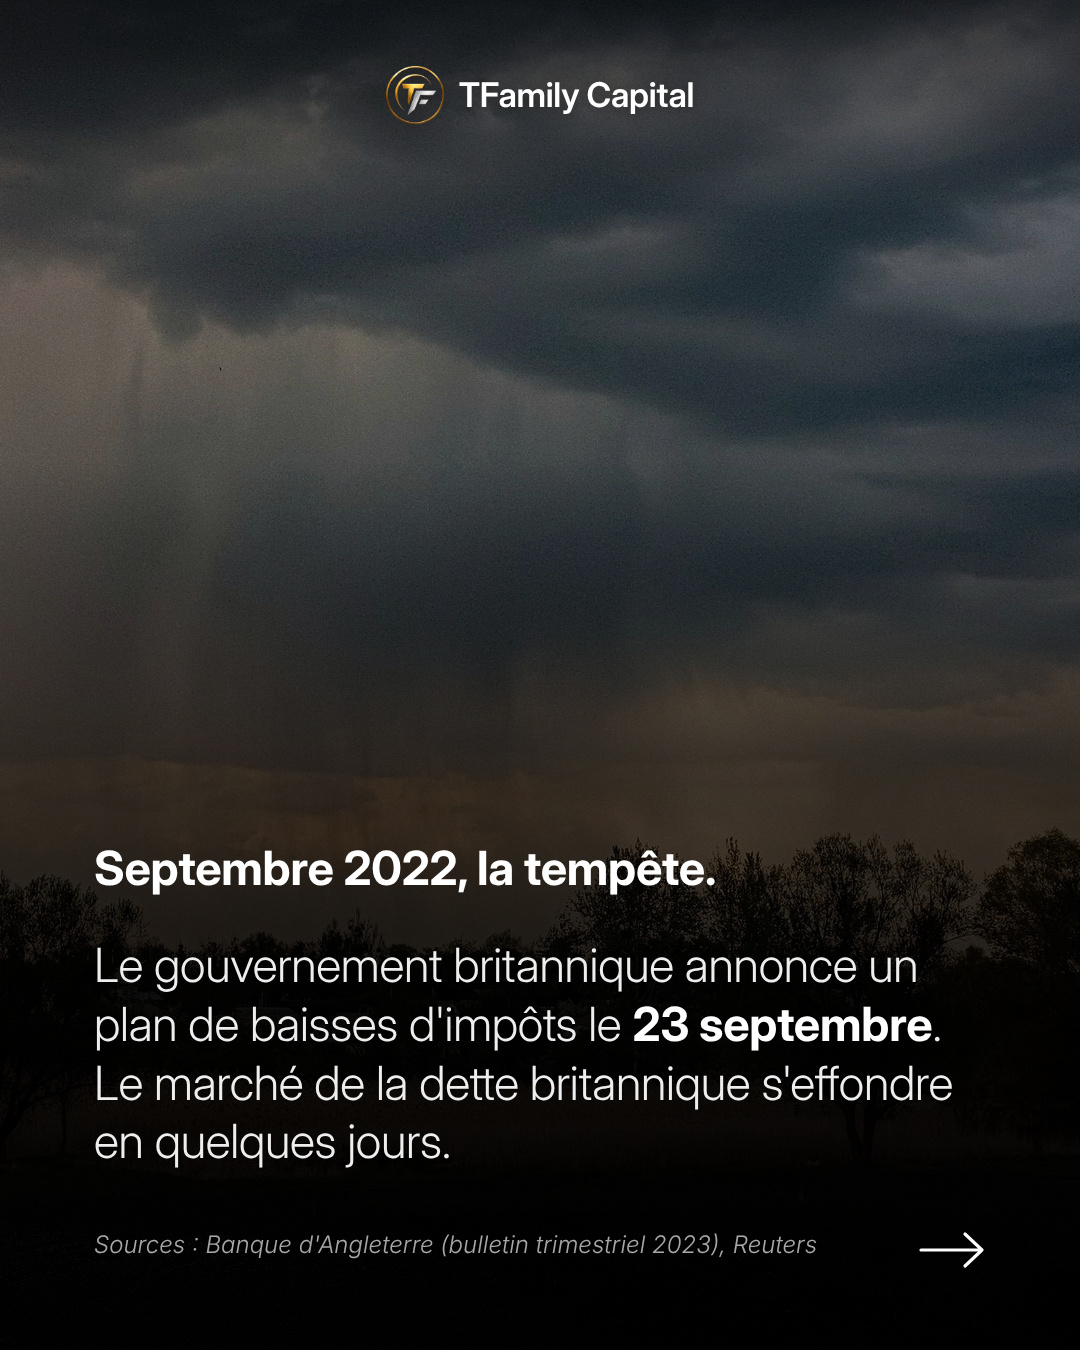 TF TFamily Capital
Septembre 2022, la tempête.
Le gouvernement britannique annonce un
plan de baisses d'impôts le 23 septembre.
Le marché de la dette britannique s'effondre
en quelques jours.
Sources : Banque d'Angleterre (bulletin trimestriel 2023), Reuters